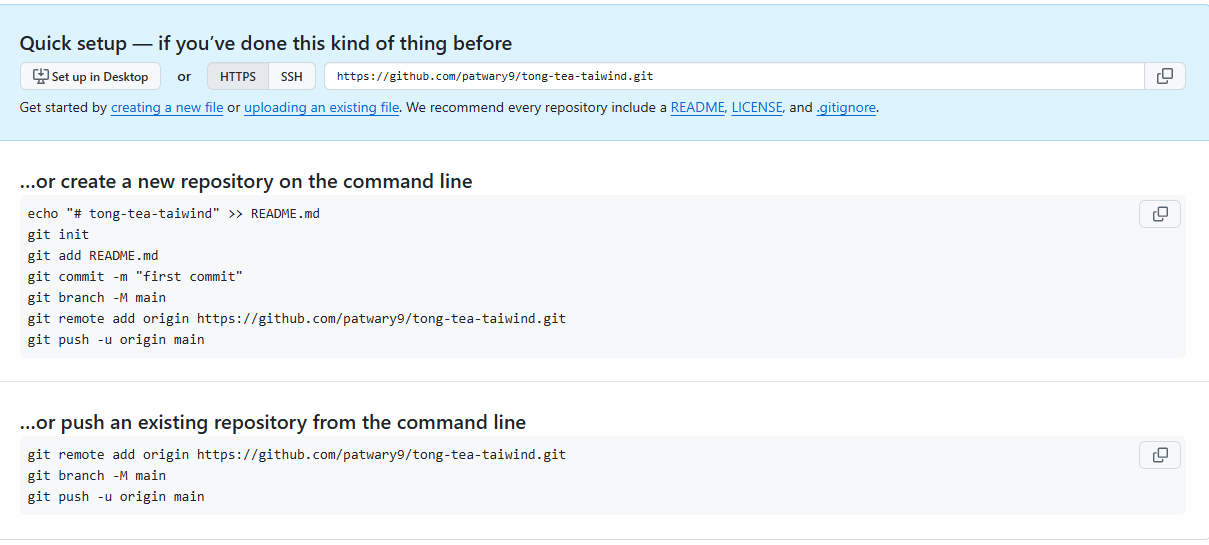 Quick setup — if you've done this kind of thing before
Set up in Desktop or HTTPS SSH https://github.com/patwary9/tong-tea-taiwind.git
Get started by creating a new file or uploading an existing file. We recommend every repository include a README, LICENSE, and .gitignore.
...or create a new repository on the command line
echo "# tong-tea-taiwind" >> README.md
git init
git add README.md
git commit -m "first commit"
git branch -M main
git remote add origin https://github.com/patwary9/tong-tea-taiwind.git
git push -u origin main
...or push an existing repository from the command line
git remote add origin https://github.com/patwary9/tong-tea-taiwind.git
git branch -M main
git push -u origin main